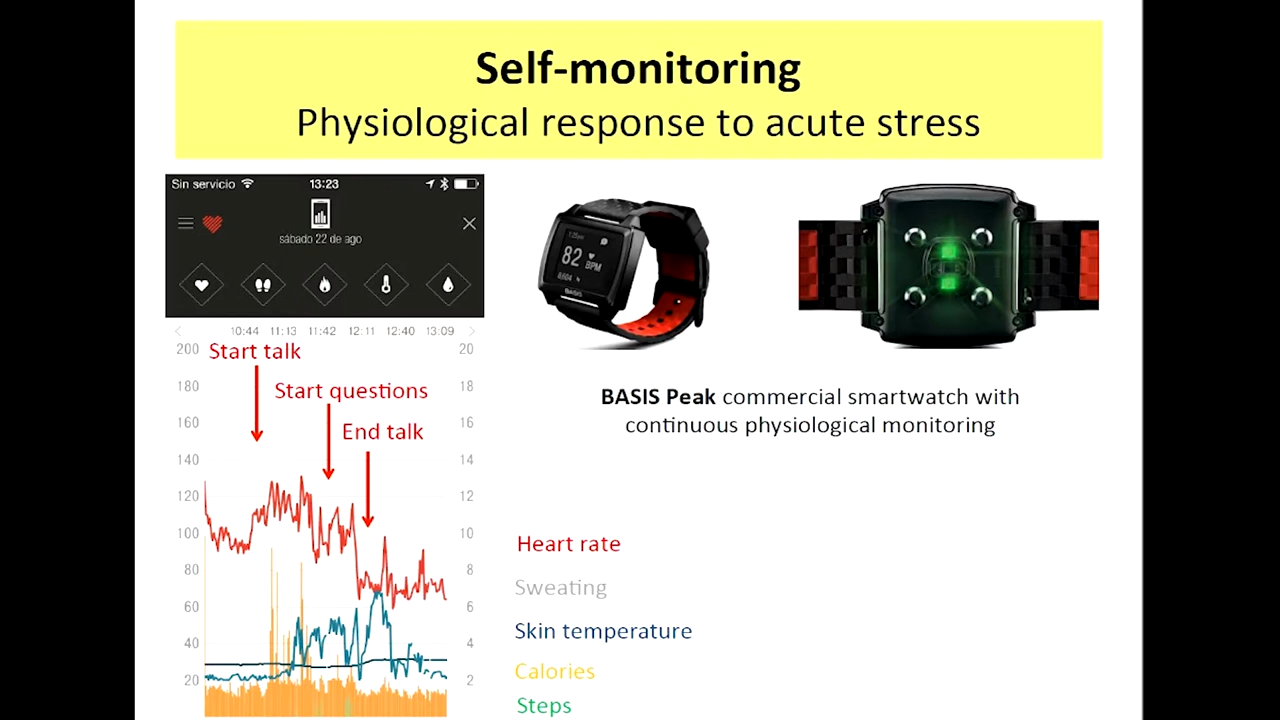 Self-monitoring
Physiological response to acute stress
Sin servicio 13:23
sábado 22 de ago
10:44 11:13 11:42 12:11 12:40 13:09
200 20
Start talk
180 18
Start questions
160 16
End talk
140 14
120 12
100 10
80 8
60 6
40 4
20 2
82
BPM
BASIS
BASIS Peak commercial smartwatch with
continuous physiological monitoring
Heart rate
Sweating
Skin temperature
Calories
Steps